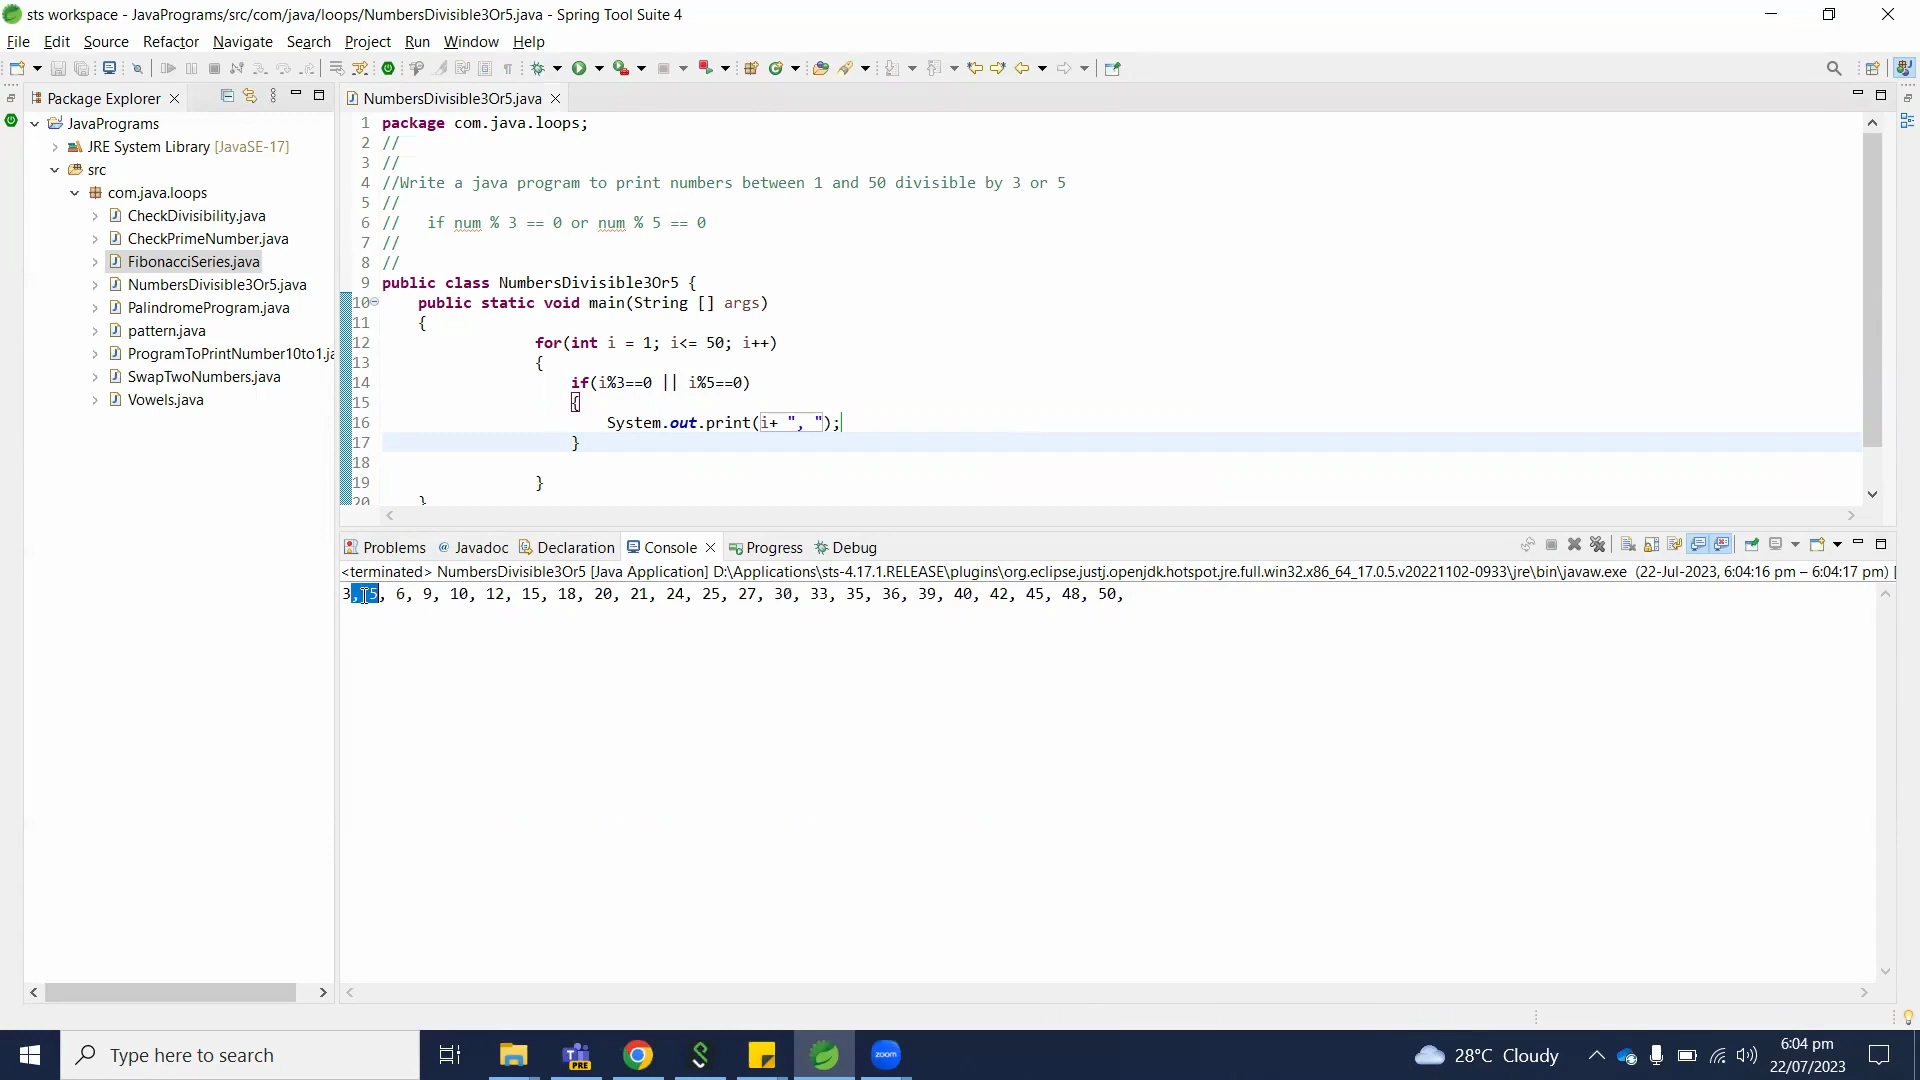 sts workspace - JavaPrograms/src/com/java/loops/NumbersDivisible3Or5.java - Spring Tool Suite 4
File Edit Source Refactor Navigate Search Project Run Window Help
Package Explorer
JavaPrograms
JRE System Library [JavaSE-17]
src
com.java.loops
CheckDivisibility.java
CheckPrimeNumber.java
FibonacciSeries.java
NumbersDivisible3Or5.java
PalindromeProgram.java
pattern.java
ProgramToPrintNumber10to1.ja
SwapTwoNumbers.java
Vowels.java
NumbersDivisible3Or5.java
1 package com.java.loops;
2 //
3 //
4 //Write a java program to print numbers between 1 and 50 divisible by 3 or 5
5 //
6 // if num % 3 == 0 or num % 5 == 0
7 //
8 //
9 public class NumbersDivisible3Or5 {
10 public static void main(String [] args)
11 {
12 for(int i = 1; i<= 50; i++)
13 {
14 if(i%3==0 || i%5==0)
15 {
16 System.out.print(i+ ", ");
17 }
18
19 }
20 }
Problems Javadoc Declaration Console Progress Debug
<terminated> NumbersDivisible3Or5 [Java Application] D:\Applications\sts-4.17.1.RELEASE\plugins\org.eclipse.justj.openjdk.hotspot.jre.full.win32.x86_64_17.0.5.v20221102-0933\jre\bin\javaw.exe (22-Jul-2023, 6:04:16 pm – 6:04:17 pm) [
3, 5, 6, 9, 10, 12, 15, 18, 20, 21, 24, 25, 27, 30, 33, 35, 36, 39, 40, 42, 45, 48, 50,
Type here to search
PRE
zoom
28°C Cloudy
6:04 pm
22/07/2023